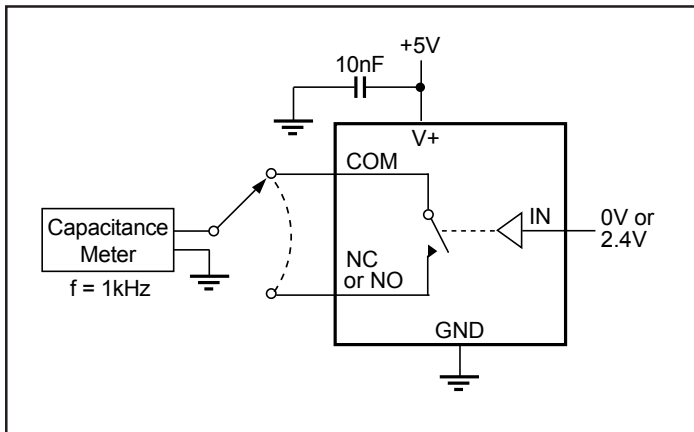 +5V
10nF
V+
COM
Capacitance
Meter
f = 1kHz
IN
0V or
2.4V
NC
or NO
GND